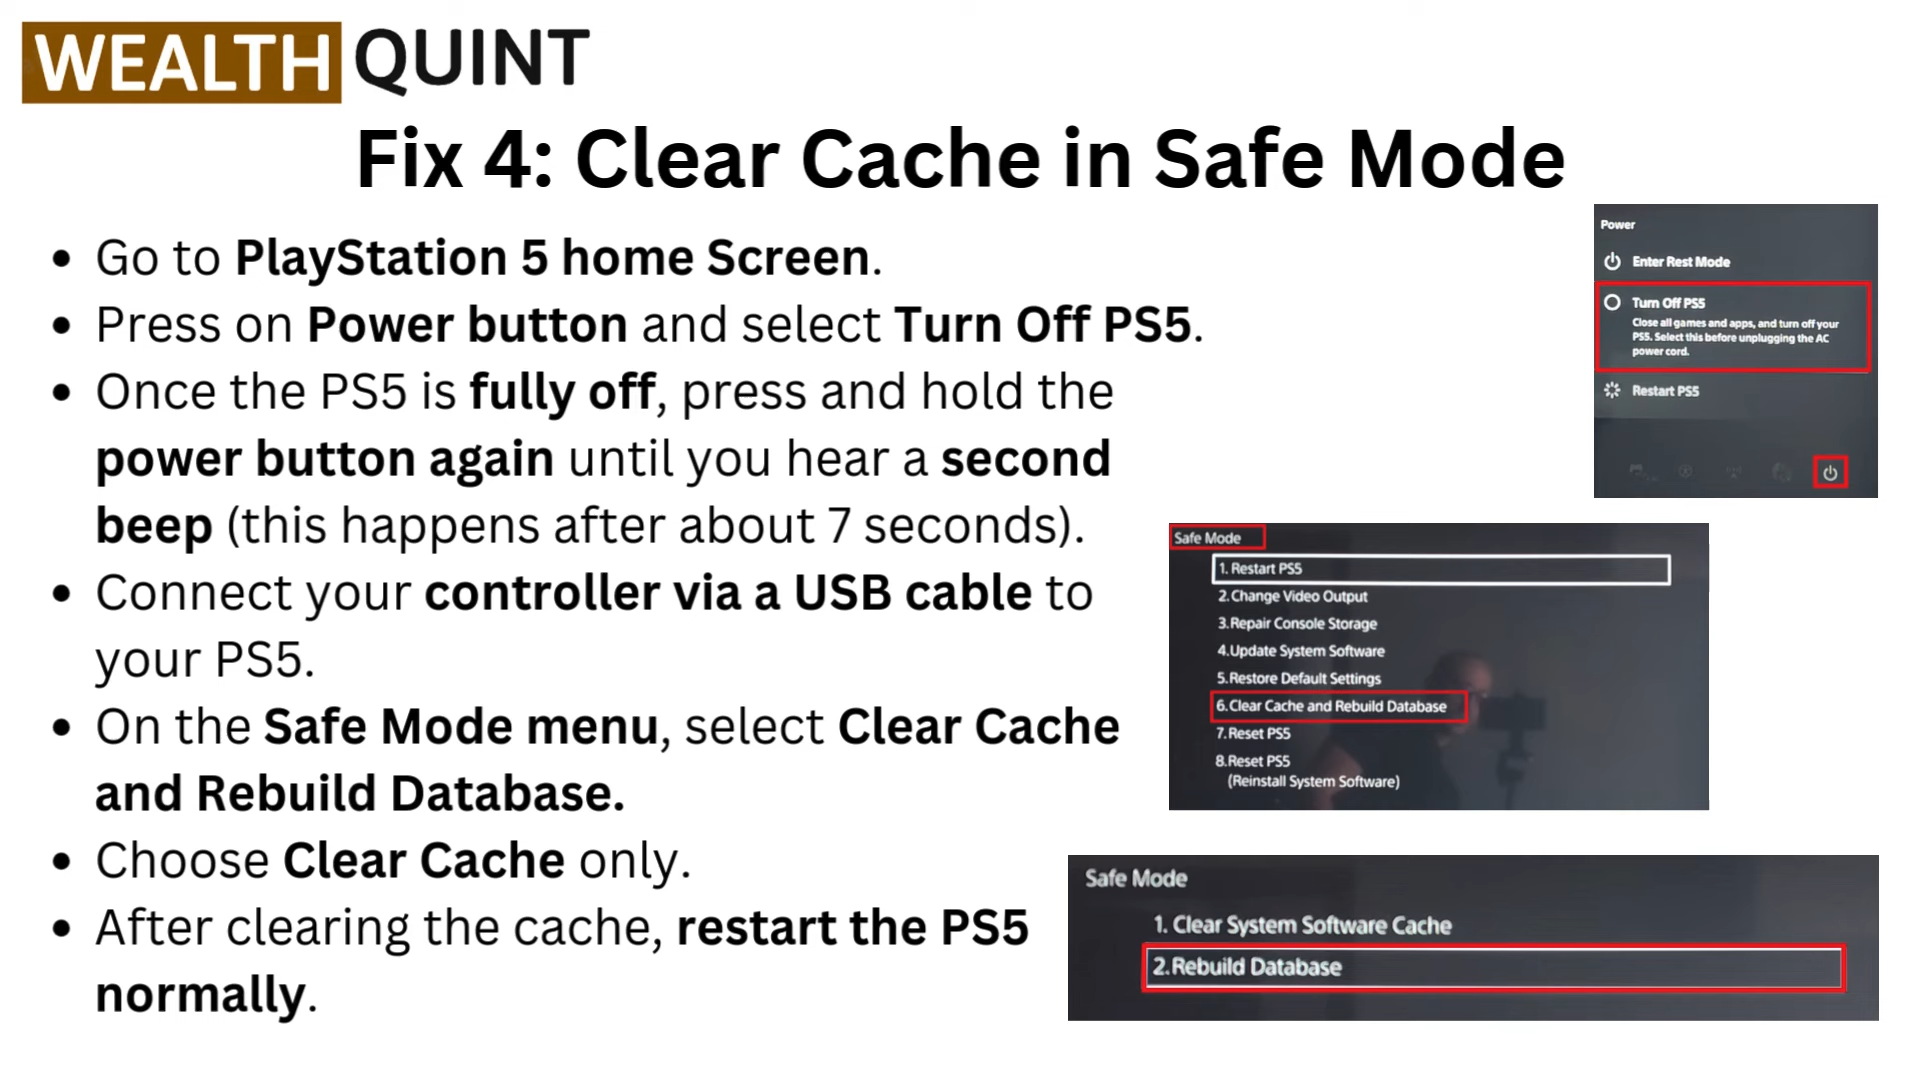 WEALTH QUINT
Fix 4: Clear Cache in Safe Mode
• Go to PlayStation 5 home Screen.
• Press on Power button and select Turn Off PS5.
• Once the PS5 is fully off, press and hold the
power button again until you hear a second
beep (this happens after about 7 seconds).
• Connect your controller via a USB cable to
your PS5.
• On the Safe Mode menu, select Clear Cache
and Rebuild Database.
• Choose Clear Cache only.
• After clearing the cache, restart the PS5
normally.
Power
Enter Rest Mode
Turn Off PS5
Close all games and apps, and turn off your
PS5. Select this before unplugging the AC
power cord.
Restart PS5
Safe Mode
1. Restart PS5
2.Change Video Output
3.Repair Console Storage
4.Update System Software
5.Restore Default Settings
6.Clear Cache and Rebuild Database
7.Reset PS5
8.Reset PS5
(Reinstall System Software)
Safe Mode
1. Clear System Software Cache
2.Rebuild Database